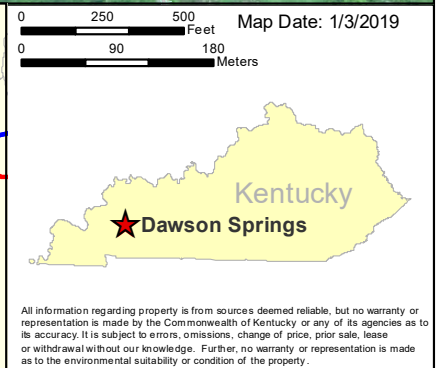 0 250 500
Feet
Map Date: 1/3/2019
0 90 180
Meters
Kentucky
Dawson Springs
All information regarding property is from sources deemed reliable, but no warranty or
representation is made by the Commonwealth of Kentucky or any of its agencies as to
its accuracy. It is subject to errors, omissions, change of price, prior sale, lease
or withdrawal without our knowledge. Further, no warranty or representation is made
as to the environmental suitability or condition of the property.